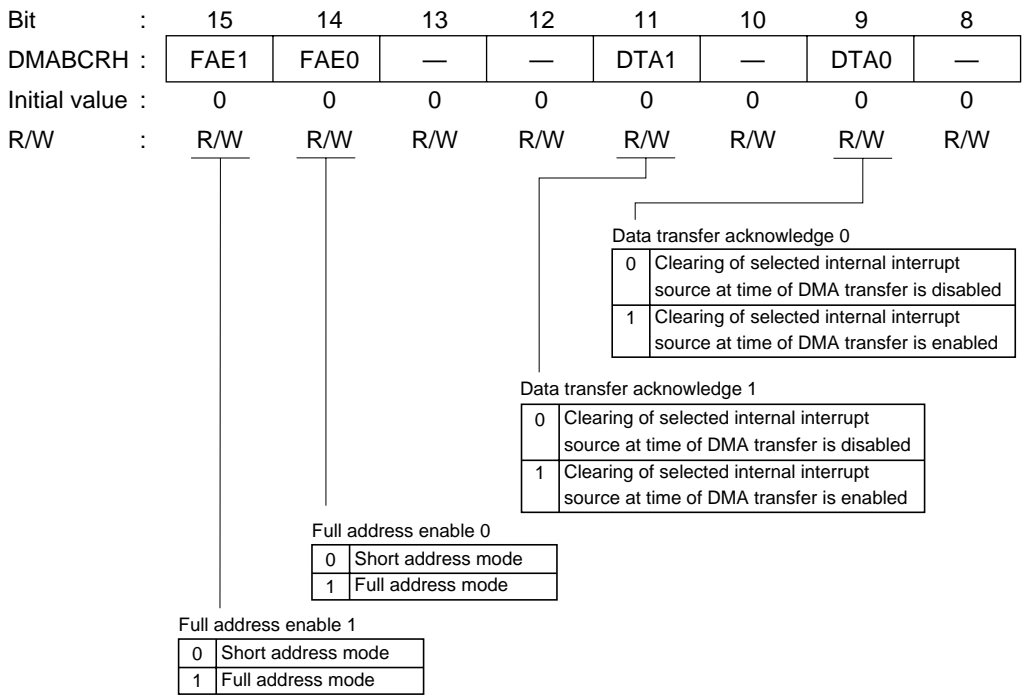 Bit : 15 14 13 12 11 10 9 8
DMABCRH : FAE1 FAE0 — — DTA1 — DTA0 —
Initial value : 0 0 0 0 0 0 0 0
R/W : R/W R/W R/W R/W R/W R/W R/W R/W
Data transfer acknowledge 0
0 Clearing of selected internal interrupt
source at time of DMA transfer is disabled
1 Clearing of selected internal interrupt
source at time of DMA transfer is enabled
Data transfer acknowledge 1
0 Clearing of selected internal interrupt
source at time of DMA transfer is disabled
1 Clearing of selected internal interrupt
source at time of DMA transfer is enabled
Full address enable 0
0 Short address mode
1 Full address mode
Full address enable 1
0 Short address mode
1 Full address mode